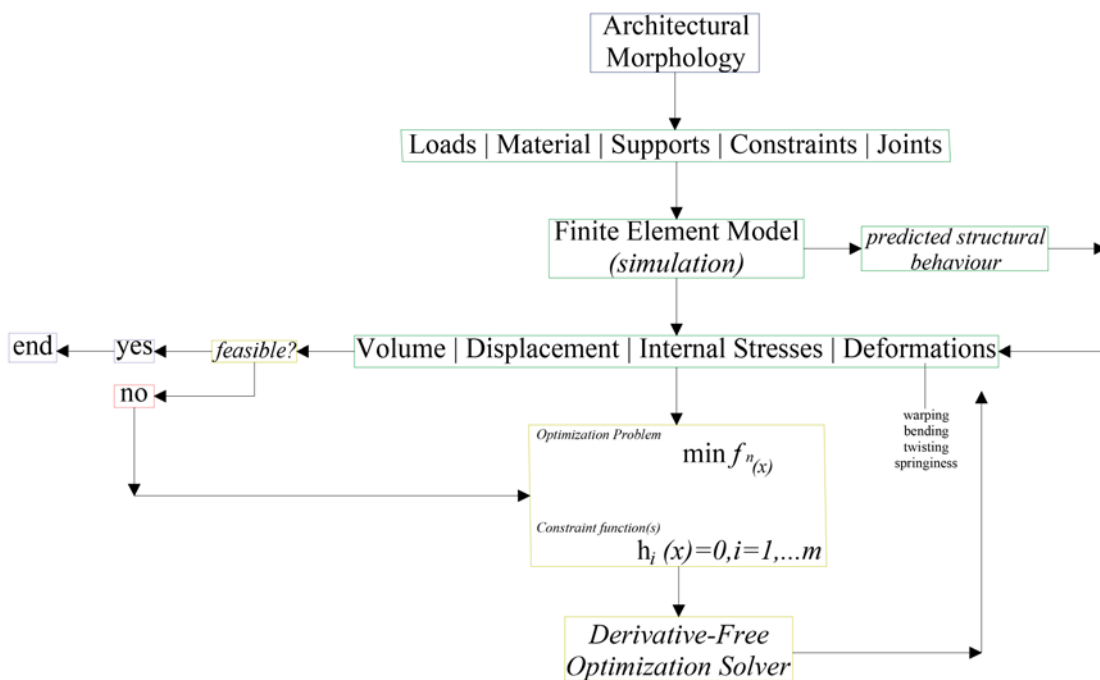 Architectural
Morphology
Loads | Material | Supports | Constraints | Joints
Finite Element Model
(simulation)
predicted structural
behaviour
end
yes
feasible?
Volume | Displacement | Internal Stresses | Deformations
no
warping
bending
twisting
springiness
Optimization Problem
min f n(x)
Constraint function(s)
hi (x)=0,i=1,...m
Derivative-Free
Optimization Solver